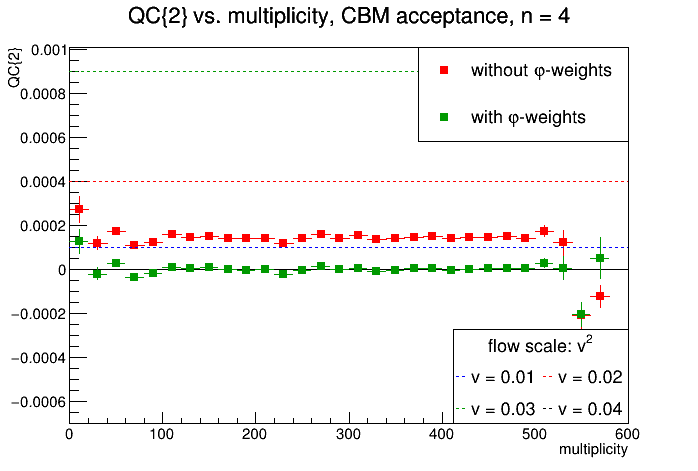 QC{2} vs. multiplicity, CBM acceptance, n = 4
QC{2}
0.001
0.0008
0.0006
0.0004
0.0002
0
−0.0002
−0.0004
−0.0006
without φ-weights
with φ-weights
flow scale: v²
v = 0.01 v = 0.02
v = 0.03 v = 0.04
0 100 200 300 400 500 600
multiplicity